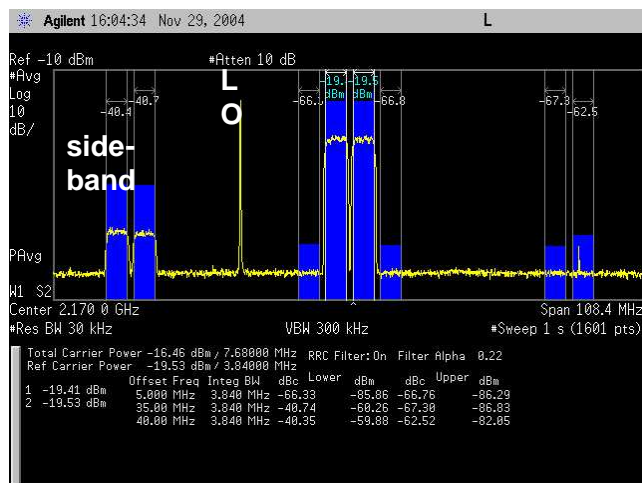 Agilent 16:04:34 Nov 29, 2004 L
Ref -10 dBm #Atten 10 dB
#Avg
Log
10
dB/
-40.4 -40.7 -66. -19. dBm -19.5 dBm -66.8 -67.3 -62.5
L
O
side-
band
PAvg
W1 S2
Center 2.170 0 GHz Span 108.4 MHz
#Res BW 30 kHz VBW 300 kHz #Sweep 1 s (1601 pts)
Total Carrier Power -16.46 dBm/ 7.68000 MHz RRC Filter: On Filter Alpha 0.22
Ref Carrier Power -19.53 dBm/ 3.84000 MHz
Lower Upper
Offset Freq Integ BW dBc dBm dBc dBm
1 -19.41 dBm 5.000 MHz 3.840 MHz -66.33 -85.86 -66.76 -86.29
2 -19.53 dBm 35.00 MHz 3.840 MHz -40.74 -60.26 -67.30 -86.83
40.00 MHz 3.840 MHz -40.35 -59.88 -62.52 -82.05